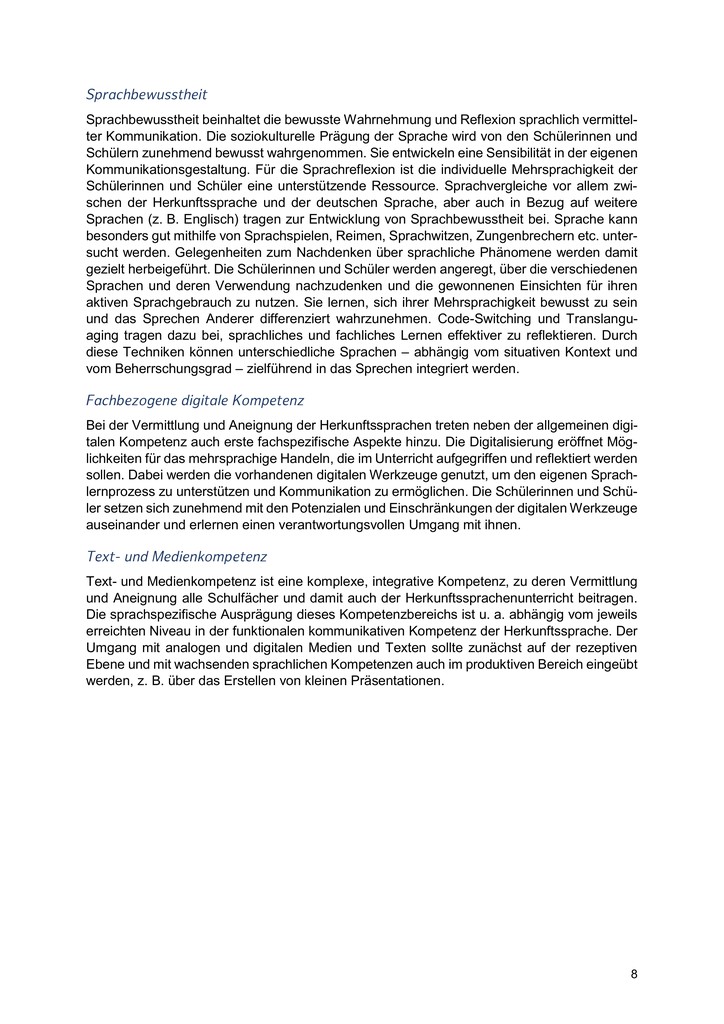 Sprachbewusstheit
Sprachbewusstheit beinhaltet die bewusste Wahrnehmung und Reflexion sprachlich vermittel-
ter Kommunikation. Die soziokulturelle Prägung der Sprache wird von den Schülerinnen und
Schülern zunehmend bewusst wahrgenommen. Sie entwickeln eine Sensibilität in der eigenen
Kommunikationsgestaltung. Für die Sprachreflexion ist die individuelle Mehrsprachigkeit der
Schülerinnen und Schüler eine unterstützende Ressource. Sprachvergleiche vor allem zwi-
schen der Herkunftssprache und der deutschen Sprache, aber auch in Bezug auf weitere
Sprachen (z. B. Englisch) tragen zur Entwicklung von Sprachbewusstheit bei. Sprache kann
besonders gut mithilfe von Sprachspielen, Reimen, Sprachwitzen, Zungenbrechern etc. unter-
sucht werden. Gelegenheiten zum Nachdenken über sprachliche Phänomene werden damit
gezielt herbeigeführt. Die Schülerinnen und Schüler werden angeregt, über die verschiedenen
Sprachen und deren Verwendung nachzudenken und die gewonnenen Einsichten für ihren
aktiven Sprachgebrauch zu nutzen. Sie lernen, sich ihrer Mehrsprachigkeit bewusst zu sein
und das Sprechen Anderer differenziert wahrzunehmen. Code-Switching und Translangu-
aging tragen dazu bei, sprachliches und fachliches Lernen effektiver zu reflektieren. Durch
diese Techniken können unterschiedliche Sprachen – abhängig vom situativen Kontext und
vom Beherrschungsgrad – zielführend in das Sprechen integriert werden.
Fachbezogene digitale Kompetenz
Bei der Vermittlung und Aneignung der Herkunftssprachen treten neben der allgemeinen digi-
talen Kompetenz auch erste fachspezifische Aspekte hinzu. Die Digitalisierung eröffnet Mög-
lichkeiten für das mehrsprachige Handeln, die im Unterricht aufgegriffen und reflektiert werden
sollen. Dabei werden die vorhandenen digitalen Werkzeuge genutzt, um den eigenen Sprach-
lernprozess zu unterstützen und Kommunikation zu ermöglichen. Die Schülerinnen und Schü-
ler setzen sich zunehmend mit den Potenzialen und Einschränkungen der digitalen Werkzeuge
auseinander und erlernen einen verantwortungsvollen Umgang mit ihnen.
Text- und Medienkompetenz
Text- und Medienkompetenz ist eine komplexe, integrative Kompetenz, zu deren Vermittlung
und Aneignung alle Schulfächer und damit auch der Herkunftssprachenunterricht beitragen.
Die sprachspezifische Ausprägung dieses Kompetenzbereichs ist u. a. abhängig vom jeweils
erreichten Niveau in der funktionalen kommunikativen Kompetenz der Herkunftssprache. Der
Umgang mit analogen und digitalen Medien und Texten sollte zunächst auf der rezeptiven
Ebene und mit wachsenden sprachlichen Kompetenzen auch im produktiven Bereich eingeübt
werden, z. B. über das Erstellen von kleinen Präsentationen.
8